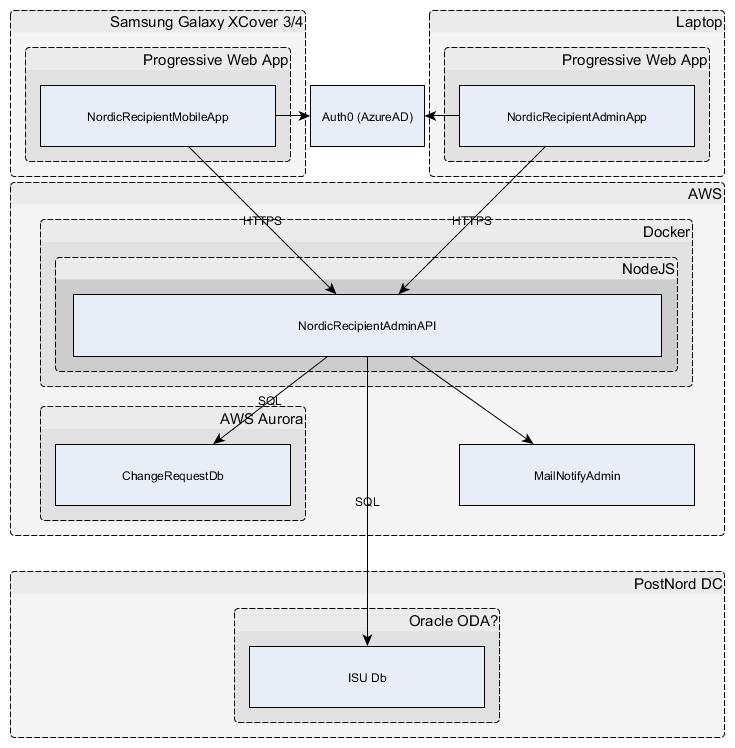 Samsung Galaxy XCover 3/4
Laptop
Progressive Web App
Progressive Web App
NordicRecipientMobileApp
Auth0 (AzureAD)
NordicRecipientAdminApp
AWS
HTTPS
HTTPS
Docker
NodeJS
NordicRecipientAdminAPI
SQL
AWS Aurora
ChangeRequestDb
MailNotifyAdmin
SQL
PostNord DC
Oracle ODA?
ISU Db